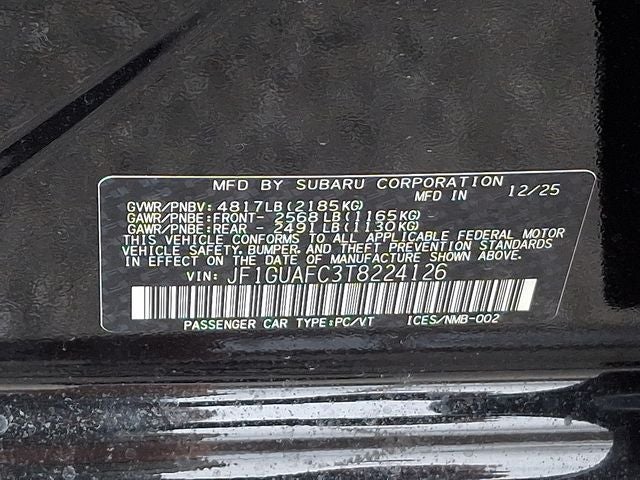 MFD BY SUBARU CORPORATION
MFD IN 12/25
GVWR/PNBV: 4817LB(2185KG)
GAWR/PNBE:FRONT- 2568LB(1165KG)
GAWR/PNBE:REAR - 2491LB(1130KG)
THIS VEHICLE CONFORMS TO ALL APPLICABLE FEDERAL MOTOR
VEHICLE SAFETY, BUMPER, AND THEFT PREVENTION STANDARDS
IN EFFECT ON THE DATE OF MANUFACTURE SHOWN ABOVE.
VIN: JF1GUAFC3T8224126
PASSENGER CAR TYPE:PC/VT ICES/NMB-002